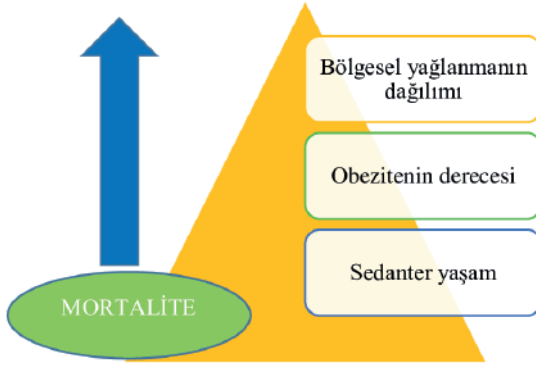 Bölgesel yağlanmanın
dağılımı
Obezitenin derecesi
Sedanter yaşam
MORTALİTE